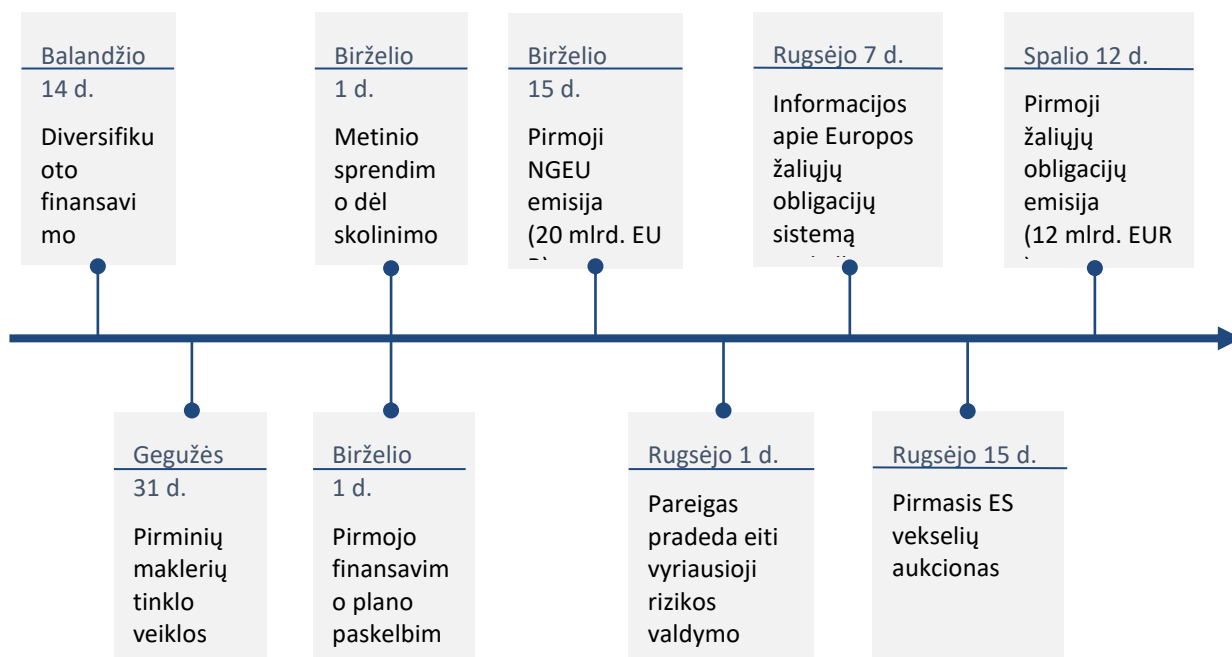 Balandžio
14 d.
Diversifiku
oto
finansavi
mo
Birželio
1 d.
Metinio
sprendim
o dėl
skolinimo
Birželio
15 d.
Pirmoji
NGEU
emisija
(20 mlrd. EU
Rugsėjo 7 d.
Informacijos
apie Europos
žaliųjų
obligacijų
sistemą
Spalio 12 d.
Pirmoji
žaliųjų
obligacijų
emisija
(12 mlrd. EUR
Gegužės
31 d.
Pirminių
maklerių
tinklo
veiklos
Birželio
1 d.
Pirmojo
finansavim
o plano
paskelbim
Rugsėjo 1 d.
Pareigas
pradeda eiti
vyriausioji
rizikos
valdymo
Rugsėjo 15 d.
Pirmasis ES
vekselių
aukcionas